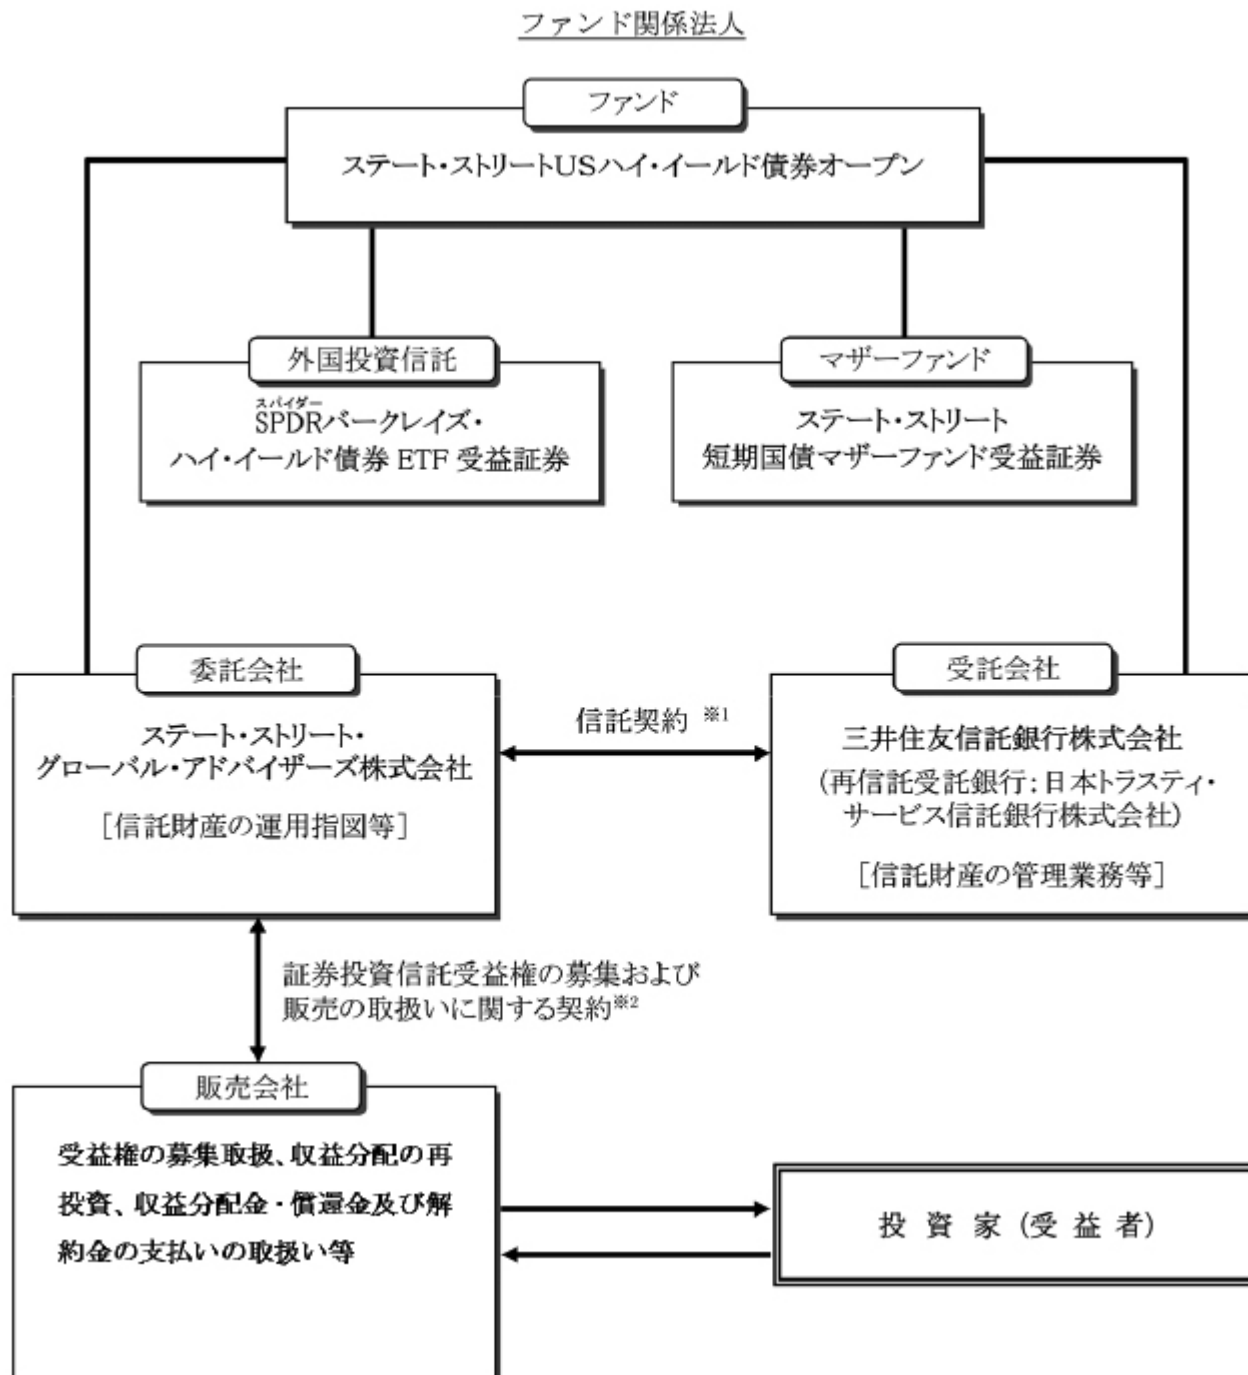 ファンド関係法人
ファンド
ステート・ストリートUSハイ・イールド債券オープン
外国投資信託
スパイダー
SPDRバークレイズ・
ハイ・イールド債券 ETF 受益証券
マザーファンド
ステート・ストリート
短期国債マザーファンド受益証券
委託会社
ステート・ストリート・
グローバル・アドバイザーズ株式会社
[信託財産の運用指図等]
信託契約 ※1
受託会社
三井住友信託銀行株式会社
(再信託受託銀行:日本トラスティ・
サービス信託銀行株式会社)
[信託財産の管理業務等]
証券投資信託受益権の募集および
販売の取扱いに関する契約※2
販売会社
受益権の募集取扱、収益分配の再
投資、収益分配金・償還金及び解
約金の支払いの取扱い等
投 資 家 (受 益 者)